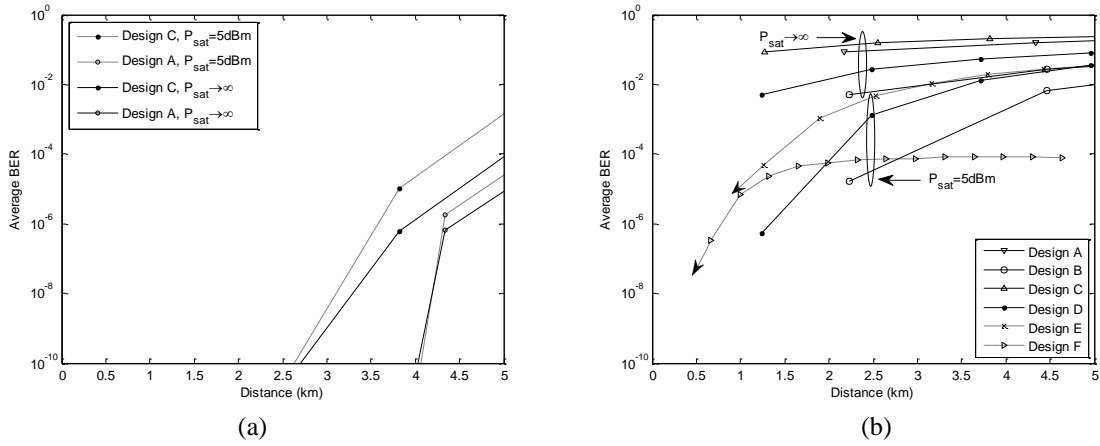 Design C, P_sat=5dBm
Design A, P_sat=5dBm
Design C, P_sat→∞
Design A, P_sat→∞
10^0
10^-2
10^-4
10^-6
10^-8
10^-10
Average BER
0 0.5 1 1.5 2 2.5 3 3.5 4 4.5 5
Distance (km)
(a)
P_sat→∞
P_sat=5dBm
Design A
Design B
Design C
Design D
Design E
Design F
10^0
10^-2
10^-4
10^-6
10^-8
10^-10
Average BER
0 0.5 1 1.5 2 2.5 3 3.5 4 4.5 5
Distance (km)
(b)